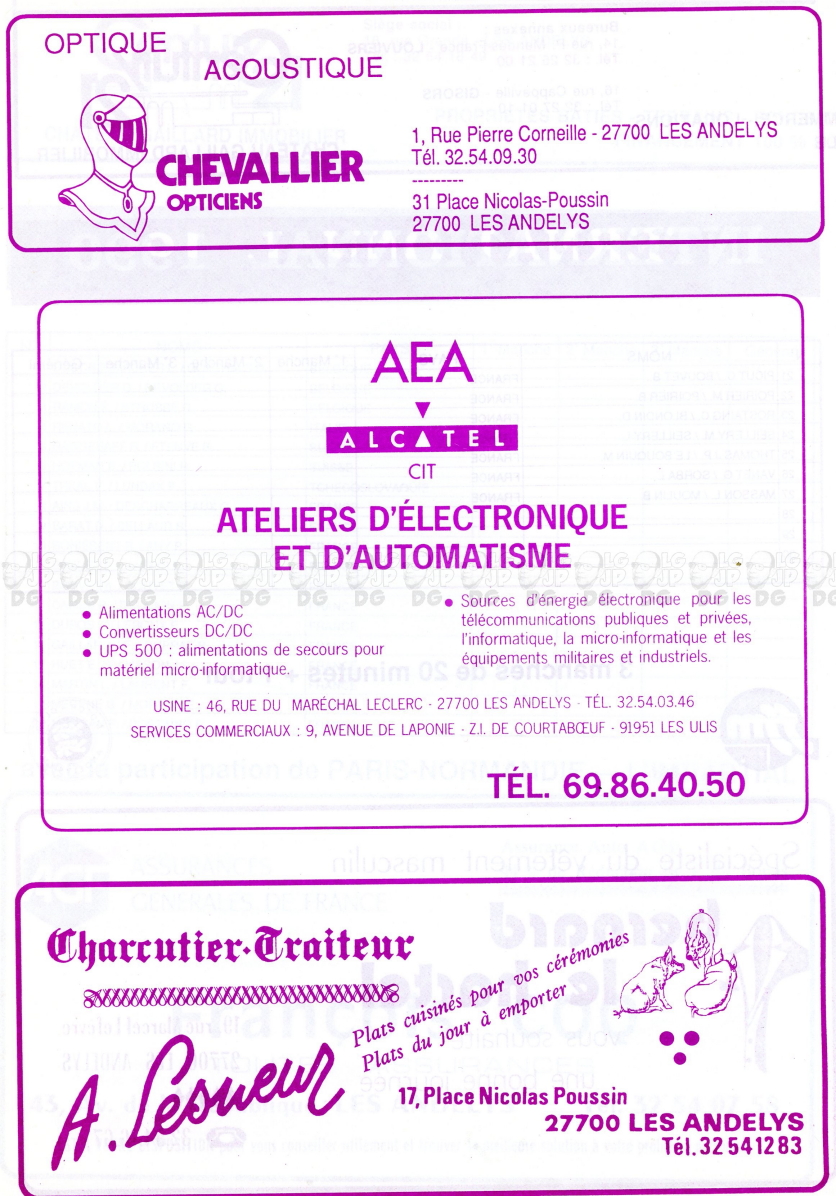 OPTIQUE
ACOUSTIQUE
CHEVALLIER
OPTICIENS
1, Rue Pierre Corneille - 27700 LES ANDELYS
Tél. 32.54.09.30
---------
31 Place Nicolas-Poussin
27700 LES ANDELYS
AEA
ALCATEL
CIT
ATELIERS D'ÉLECTRONIQUE
ET D'AUTOMATISME
● Alimentations AC/DC
● Convertisseurs DC/DC
● UPS 500 : alimentations de secours pour
matériel micro-informatique.
● Sources d'énergie électronique pour les
télécommunications publiques et privées,
l'informatique, la micro-informatique et les
équipements militaires et industriels.
USINE : 46, RUE DU MARÉCHAL LECLERC - 27700 LES ANDELYS - TÉL. 32.54.03.46
SERVICES COMMERCIAUX : 9, AVENUE DE LAPONIE - Z.I. DE COURTABŒUF - 91951 LES ULIS
TÉL. 69.86.40.50
Charcutier-Traiteur
Plats cuisinés pour vos cérémonies
Plats du jour à emporter
A. Lesueur
17, Place Nicolas Poussin
27700 LES ANDELYS
Tél. 32 54 12 83